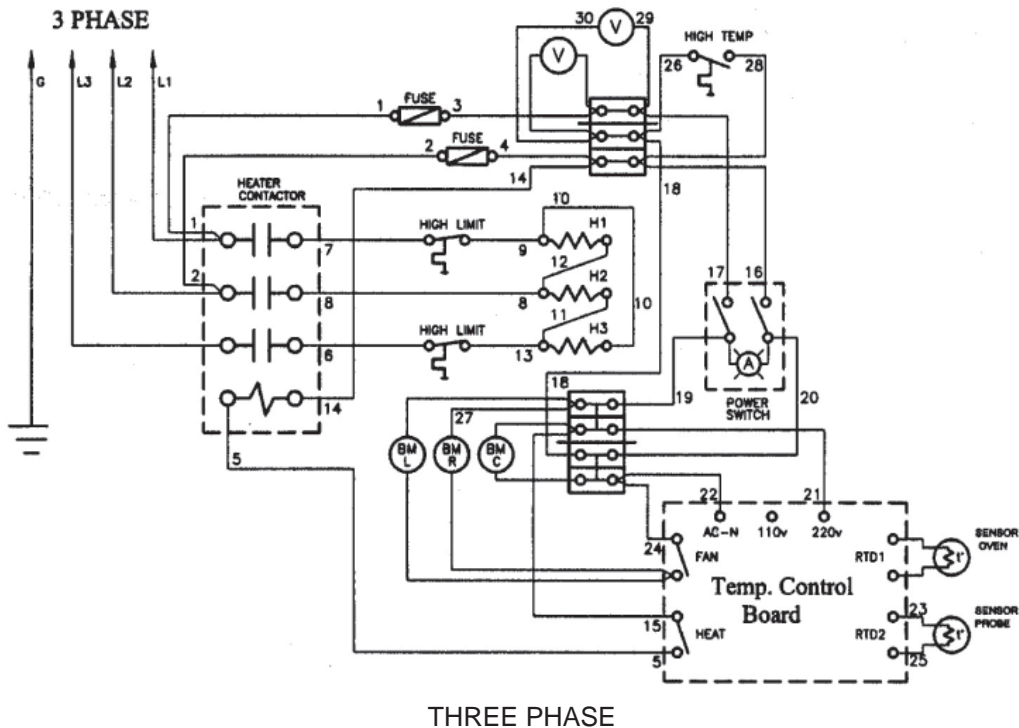 3 PHASE
G
L3
L2
L1
30
V
29
V
HIGH TEMP
26
28
1
FUSE
3
2
FUSE
4
14
18
HEATER
CONTACTOR
1
7
HIGH LIMIT
9
10
H1
12
2
8
8
H2
11
10
6
HIGH LIMIT
13
H3
14
5
17
16
A
POWER
SWITCH
18
19
20
27
BM
L
BM
R
BM
C
22
21
AC-N
110v
220v
24
FAN
RTD1
SENSOR
OVEN
t°
Temp. Control
Board
15
HEAT
5
RTD2
23
25
SENSOR
PROBE
t°
THREE PHASE